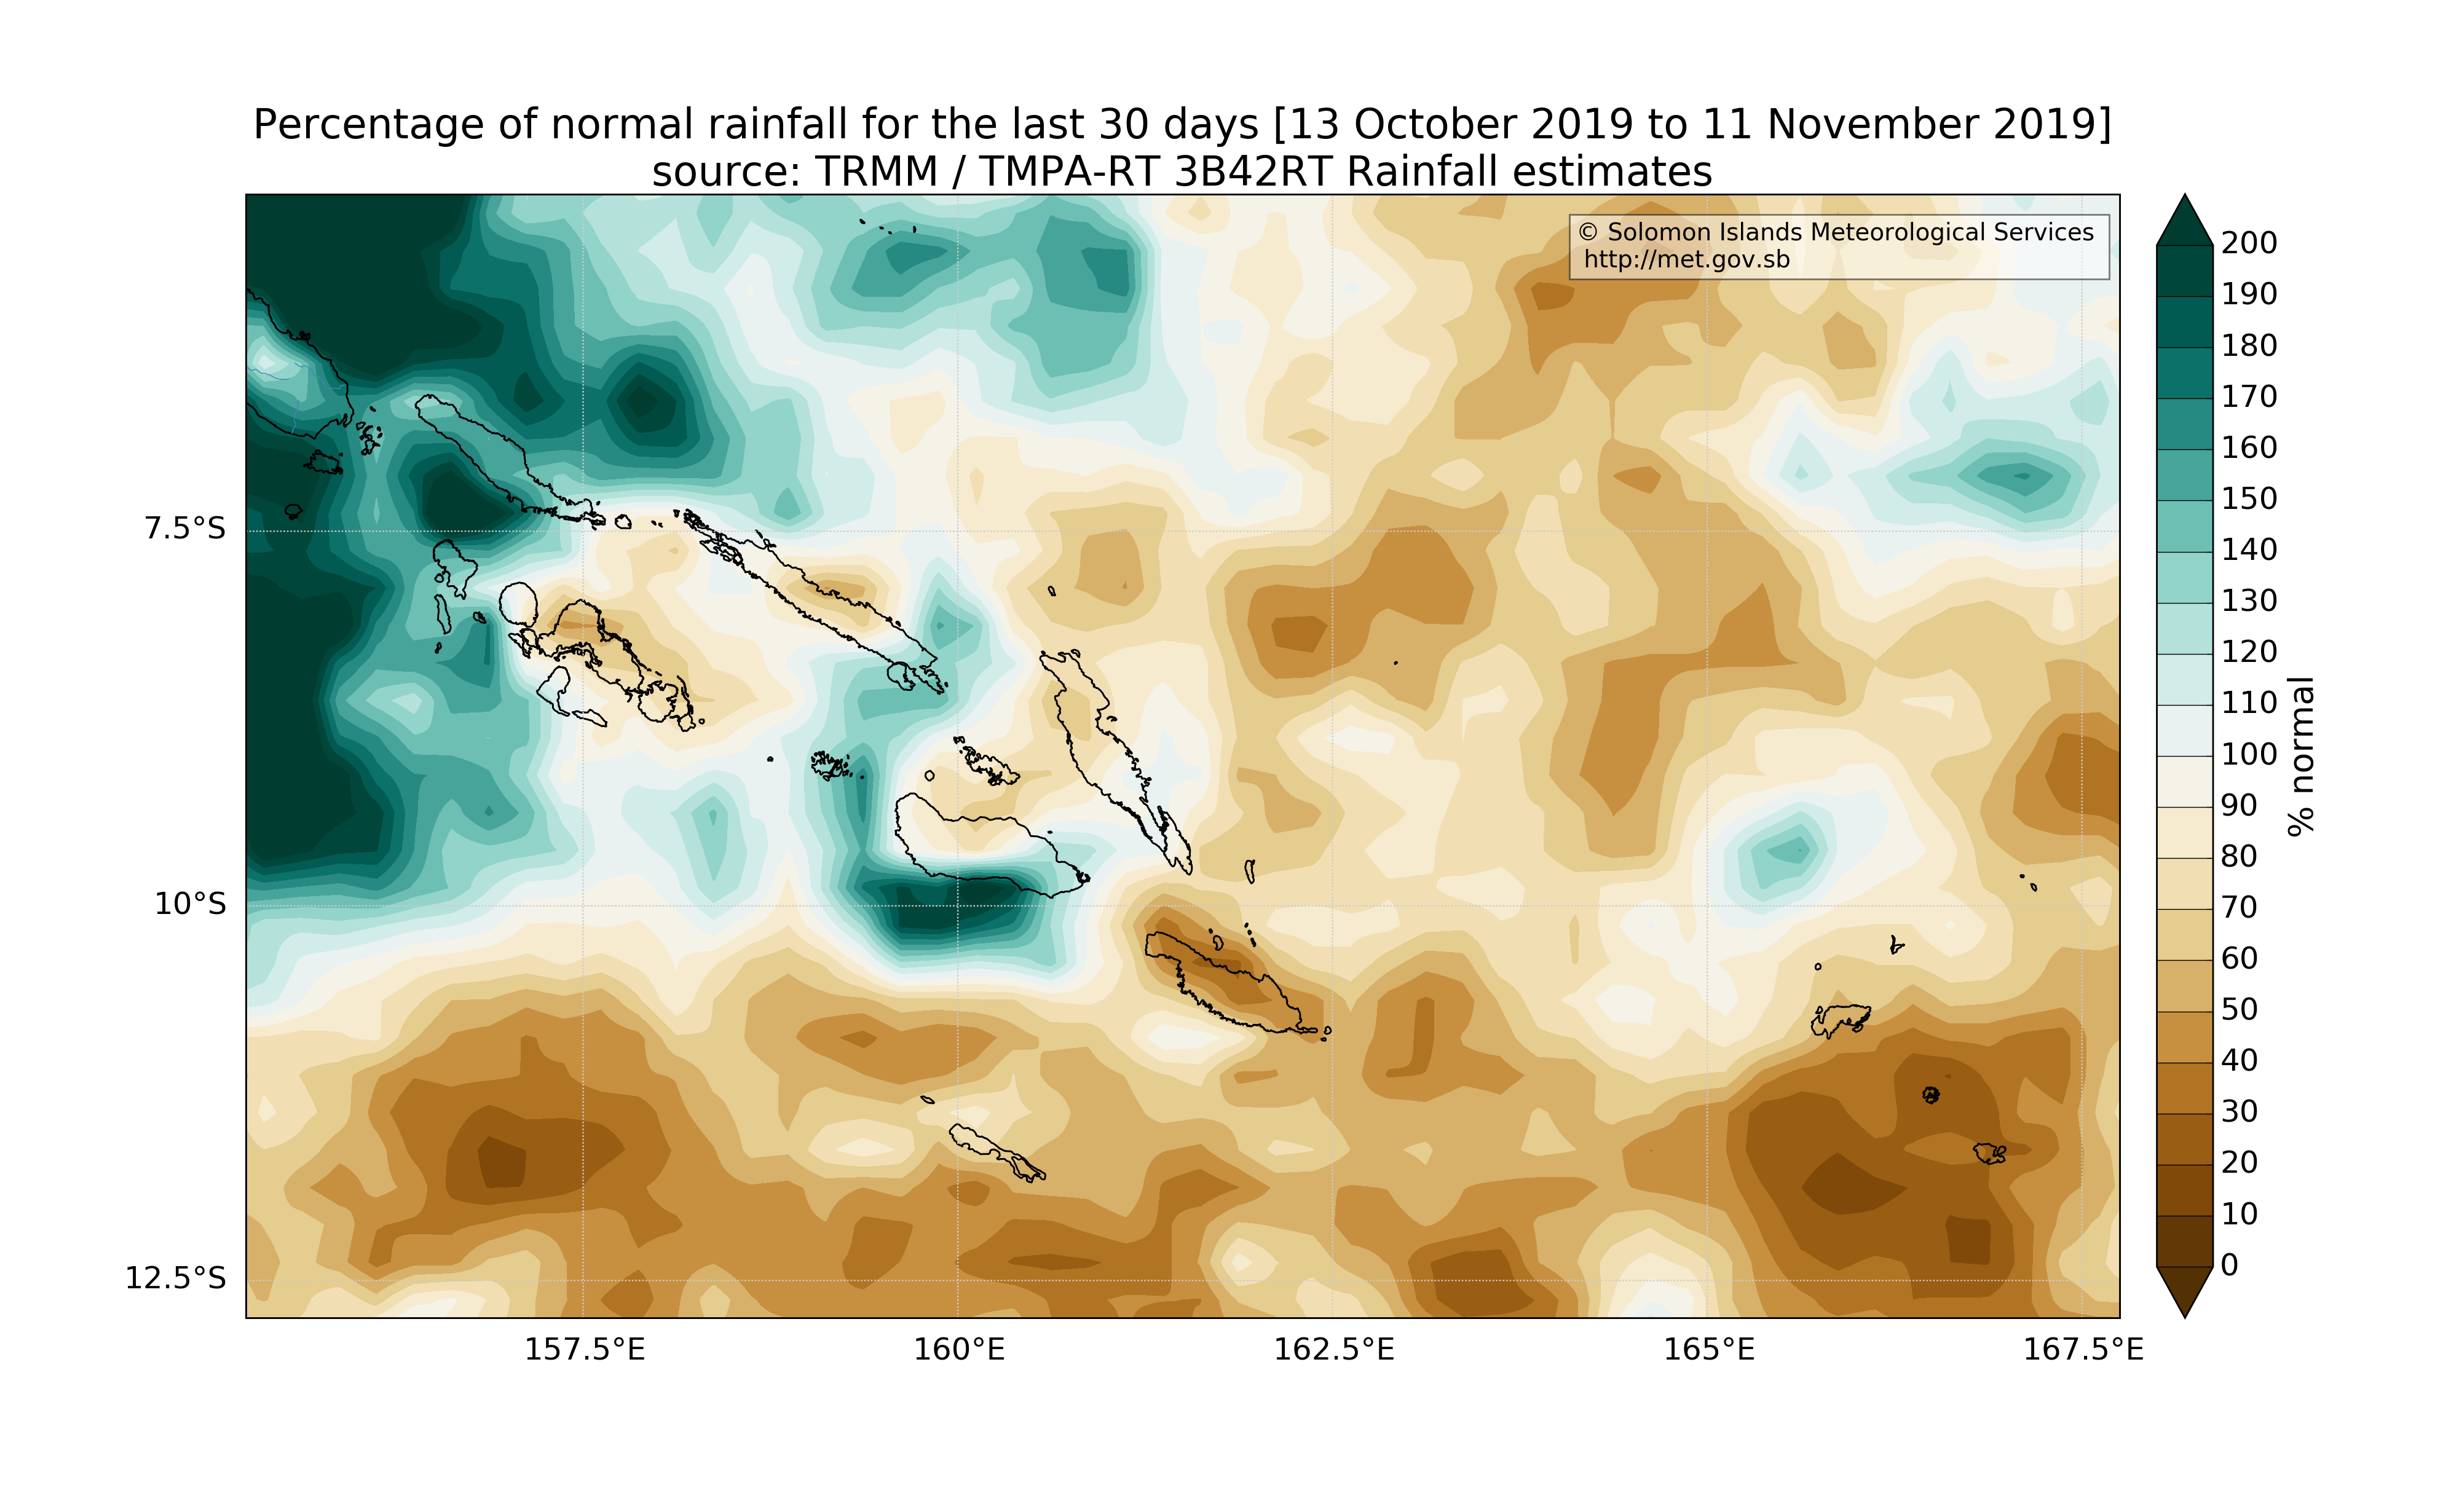 Percentage of normal rainfall for the last 30 days [13 October 2019 to 11 November 2019]
source: TRMM / TMPA-RT 3B42RT Rainfall estimates
© Solomon Islands Meteorological Services
http://met.gov.sb
7.5°S
10°S
12.5°S
157.5°E
160°E
162.5°E
165°E
167.5°E
200
190
180
170
160
150
140
130
120
110
100
90
80
70
60
50
40
30
20
10
0
% normal